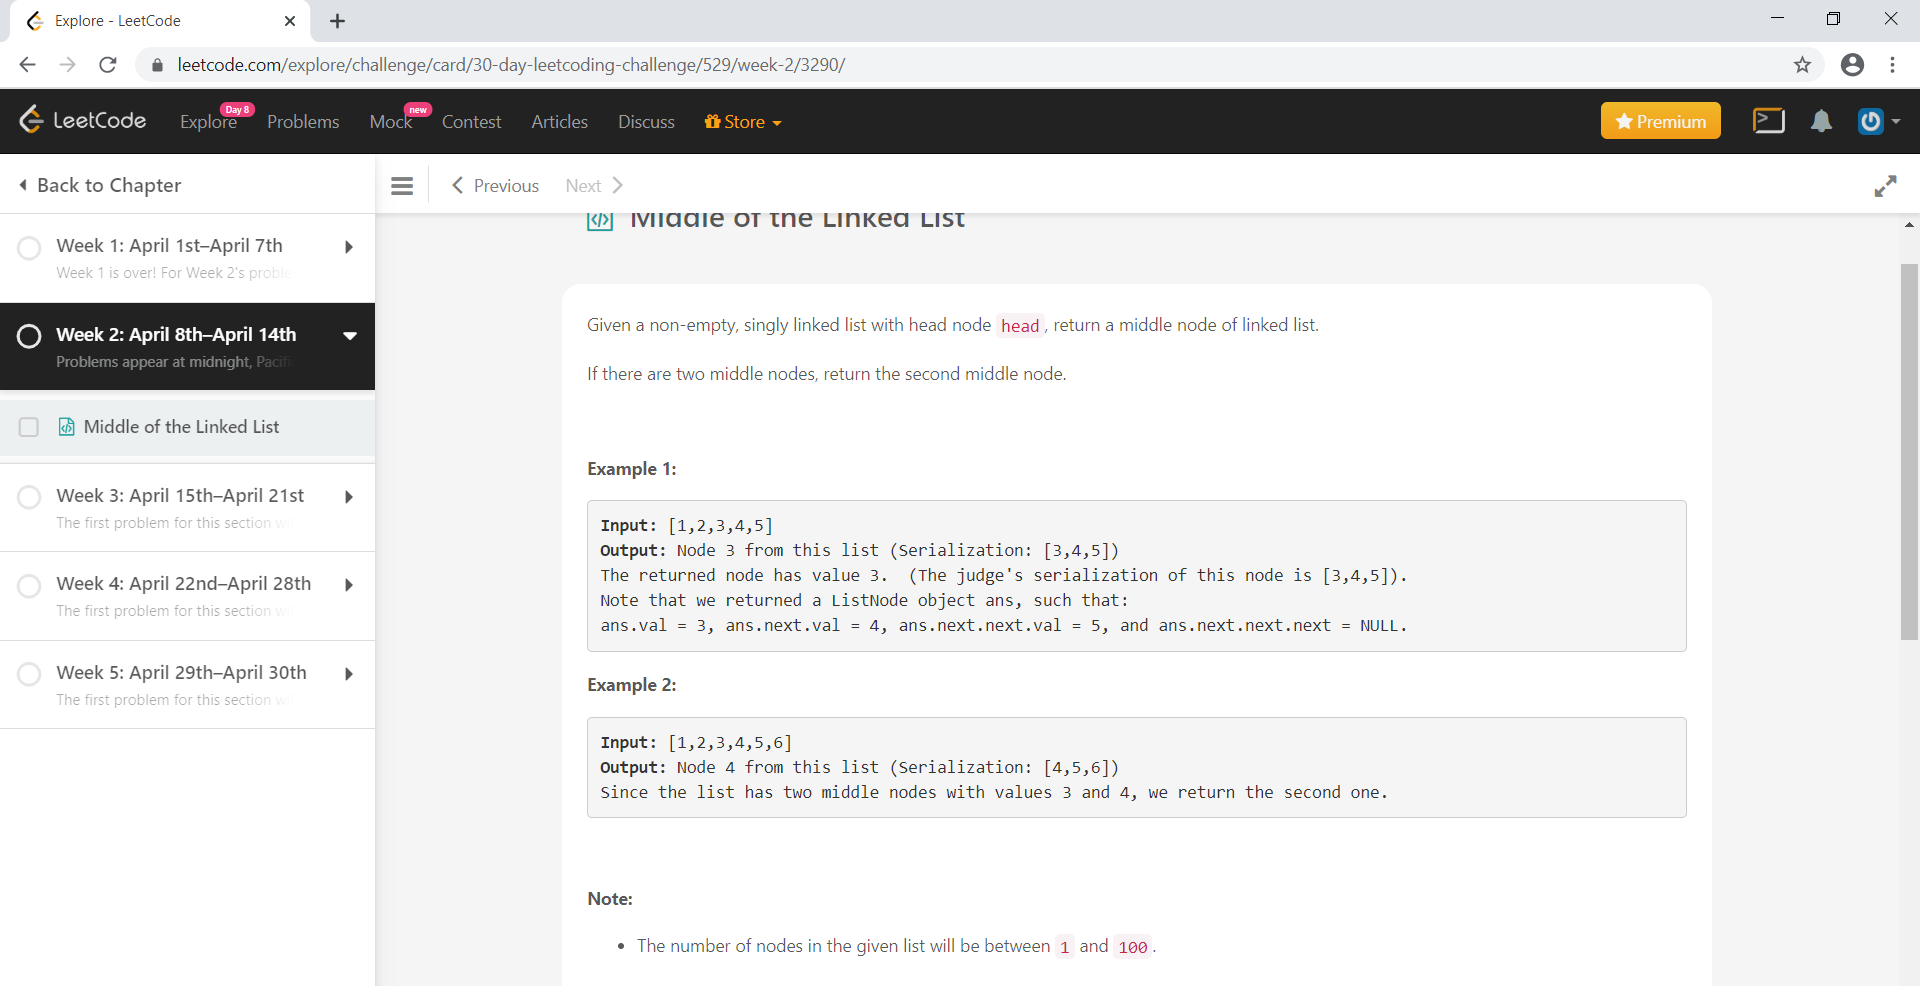 Explore - LeetCode
leetcode.com/explore/challenge/card/30-day-leetcoding-challenge/529/week-2/3290/
LeetCode Explore Day 8 Problems Mock new Contest Articles Discuss Store Premium
Back to Chapter
Previous Next
Week 1: April 1st–April 7th
Week 1 is over! For Week 2's proble
Week 2: April 8th–April 14th
Problems appear at midnight, Pacifi
Middle of the Linked List
Week 3: April 15th–April 21st
The first problem for this section wi
Week 4: April 22nd–April 28th
The first problem for this section wi
Week 5: April 29th–April 30th
The first problem for this section wi
Middle of the Linked List
Given a non-empty, singly linked list with head node head, return a middle node of linked list.
If there are two middle nodes, return the second middle node.
Example 1:
Input: [1,2,3,4,5]
Output: Node 3 from this list (Serialization: [3,4,5])
The returned node has value 3.  (The judge's serialization of this node is [3,4,5]).
Note that we returned a ListNode object ans, such that:
ans.val = 3, ans.next.val = 4, ans.next.next.val = 5, and ans.next.next.next = NULL.
Example 2:
Input: [1,2,3,4,5,6]
Output: Node 4 from this list (Serialization: [4,5,6])
Since the list has two middle nodes with values 3 and 4, we return the second one.
Note:
• The number of nodes in the given list will be between 1 and 100.